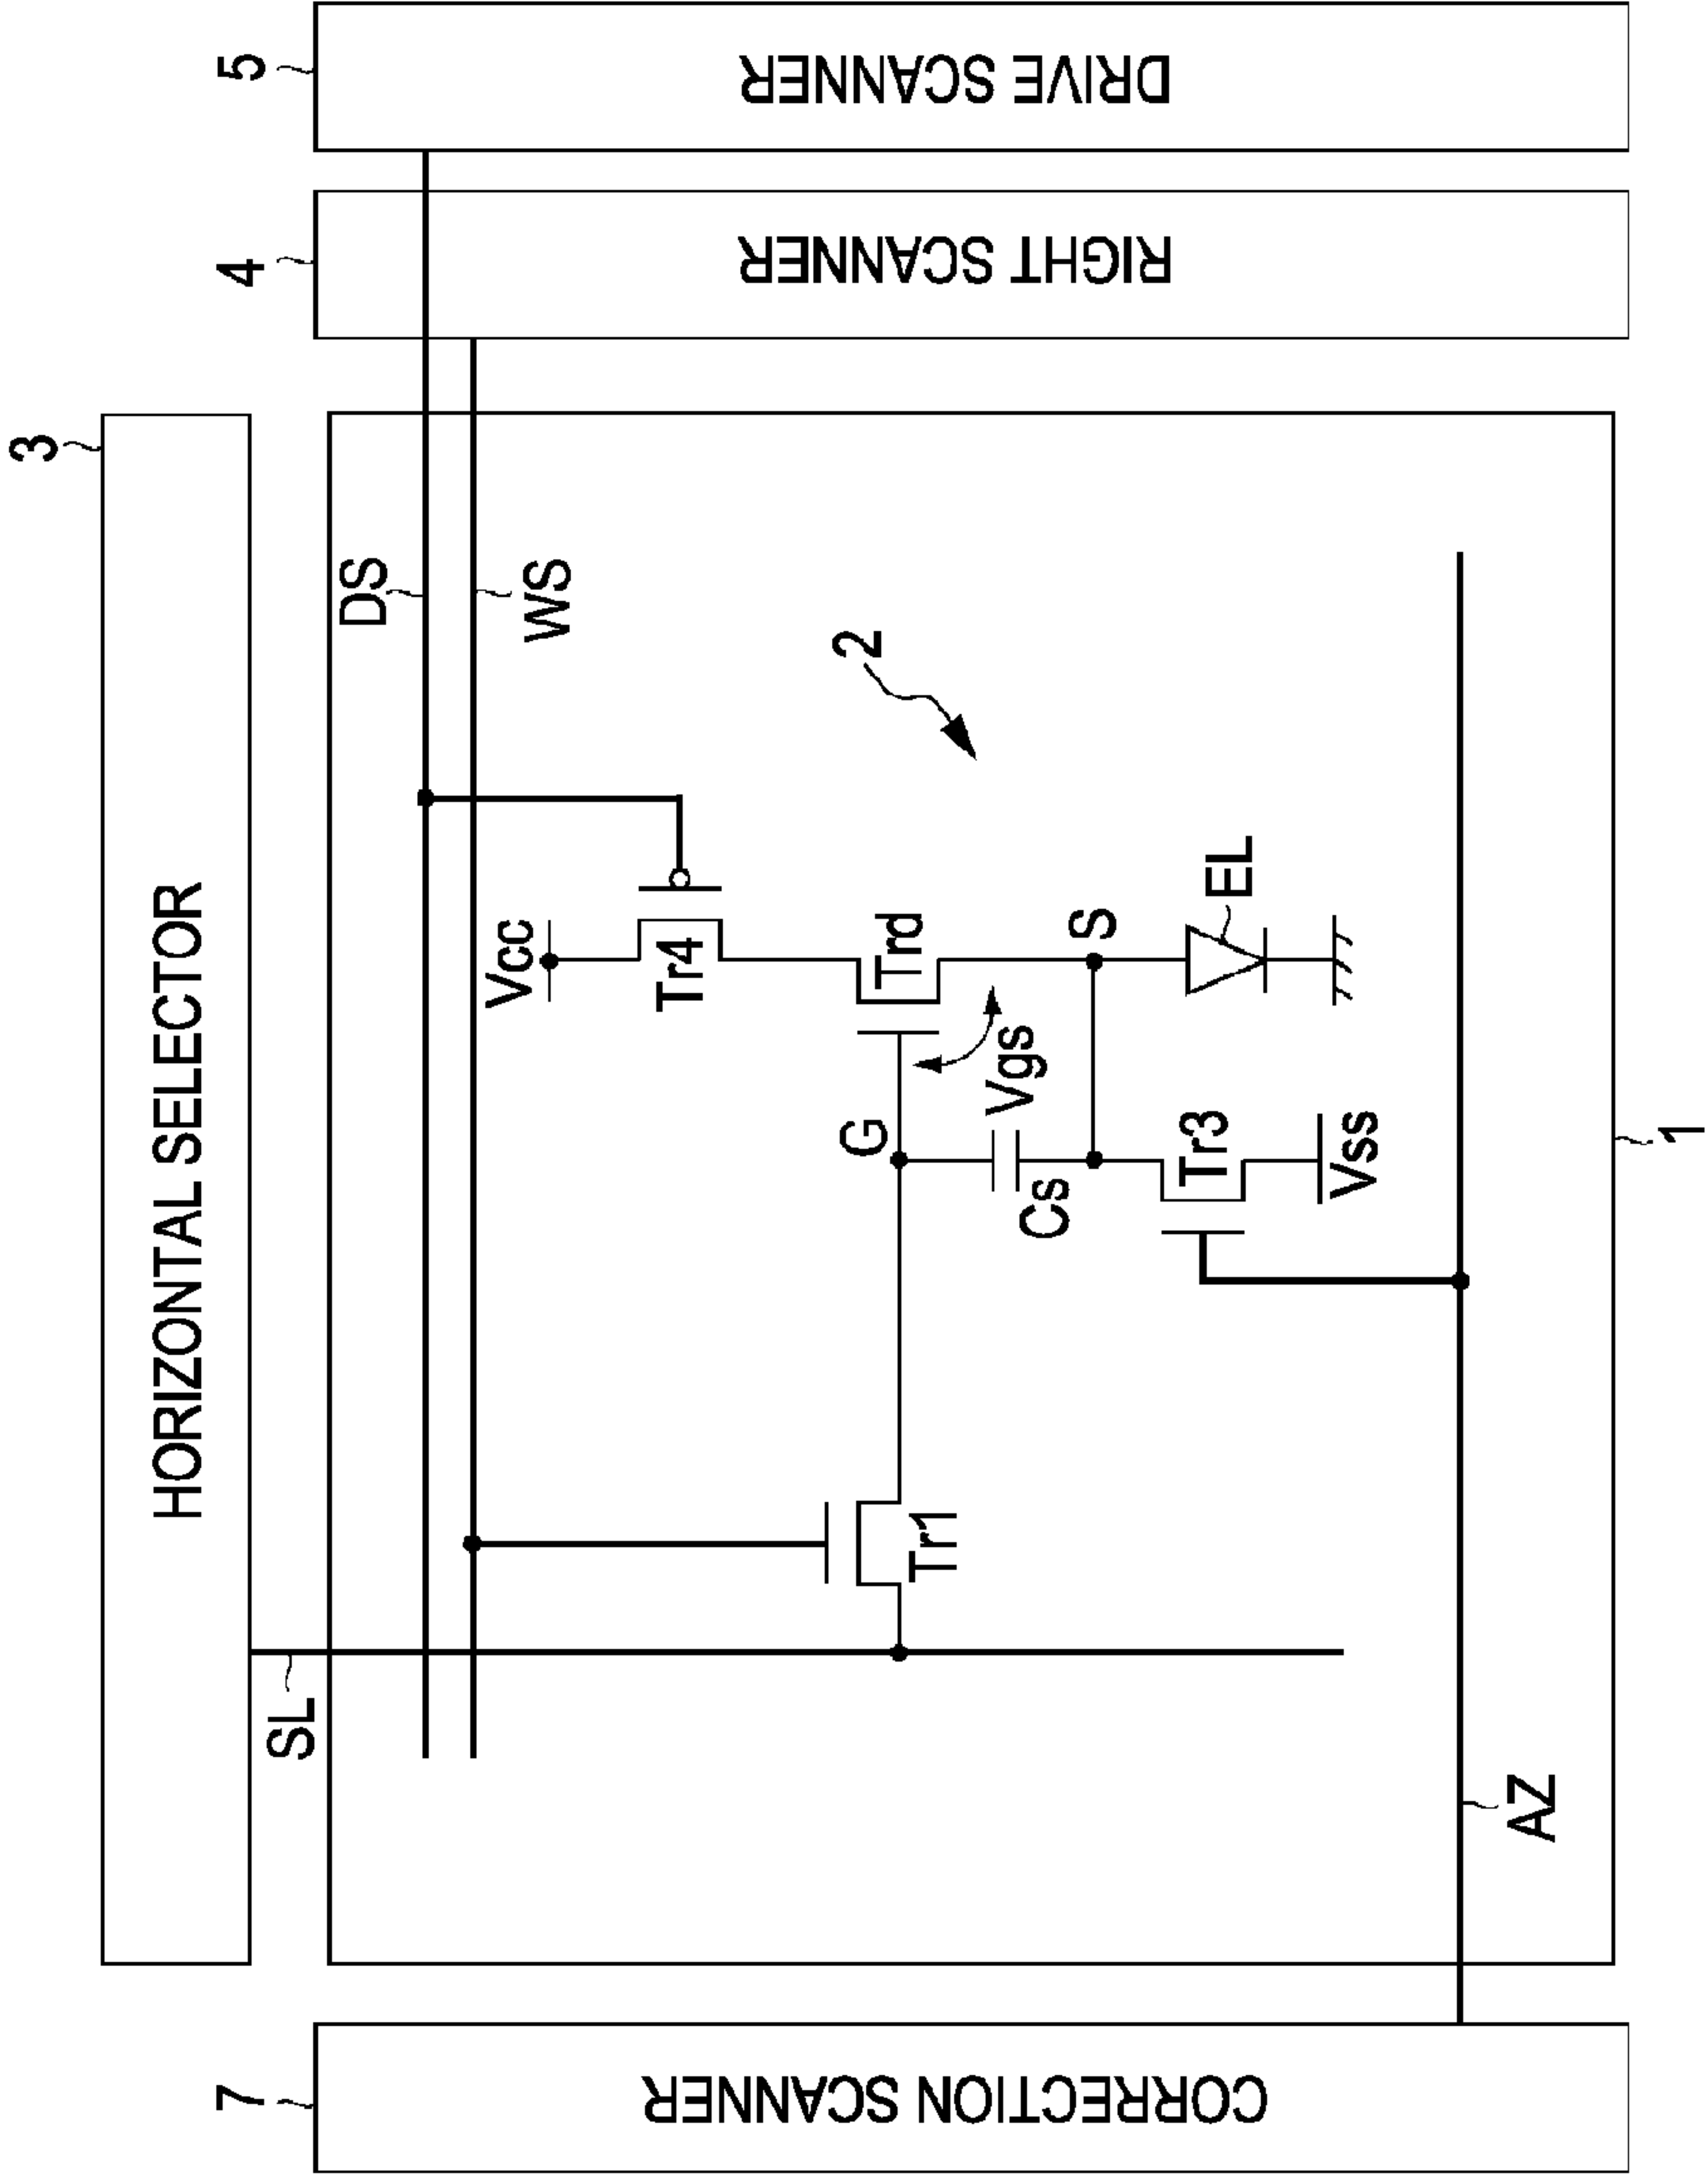 3
HORIZONTAL SELECTOR
7
CORRECTION SCANNER
4
RIGHT SCANNER
5
DRIVE SCANNER
SL
DS
WS
Vcc
Tr4
2
Tr1
G
Trd
Vgs
Cs
S
Tr3
EL
Vss
AZ
1